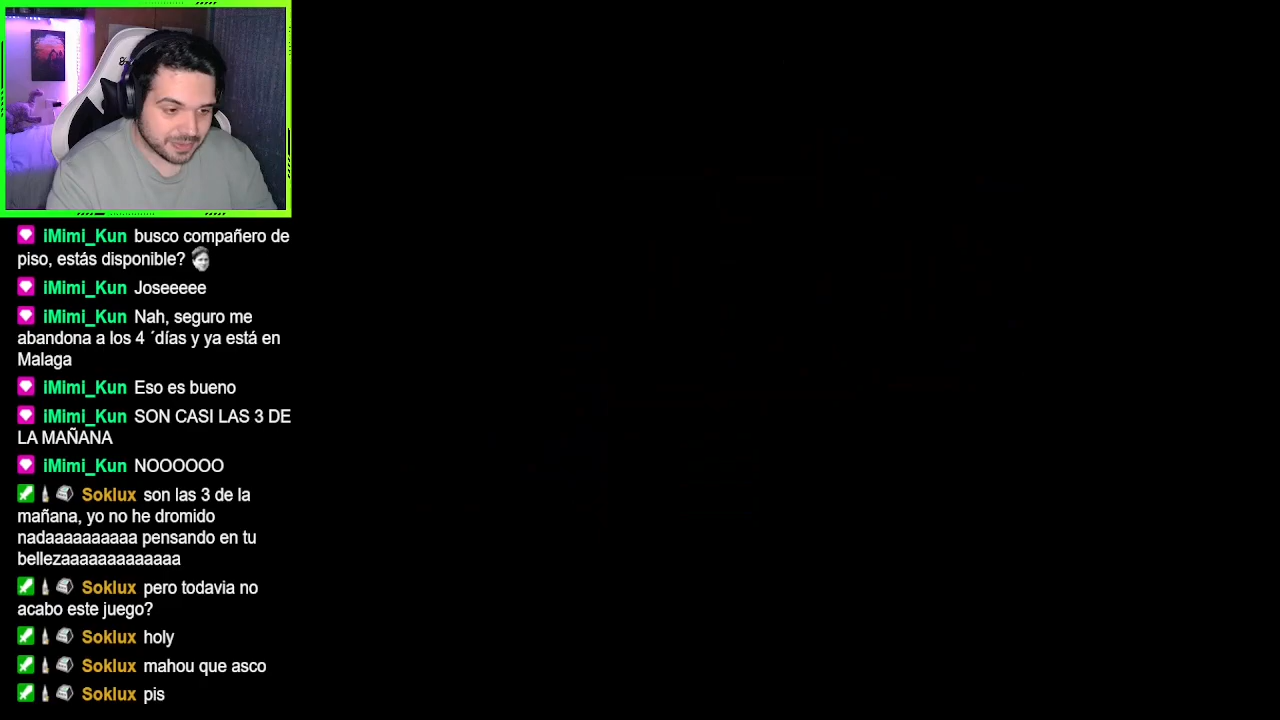 iMimi_Kun busco compañero de
piso, estás disponible?
iMimi_Kun Joseeeee
iMimi_Kun Nah, seguro me
abandona a los 4 ´días y ya está en
Malaga
iMimi_Kun Eso es bueno
iMimi_Kun SON CASI LAS 3 DE
LA MAÑANA
iMimi_Kun NOOOOOO
Soklux son las 3 de la
mañana, yo no he dromido
nadaaaaaaaaaa pensando en tu
bellezaaaaaaaaaaaaa
Soklux pero todavia no
acabo este juego?
Soklux holy
Soklux mahou que asco
Soklux pis